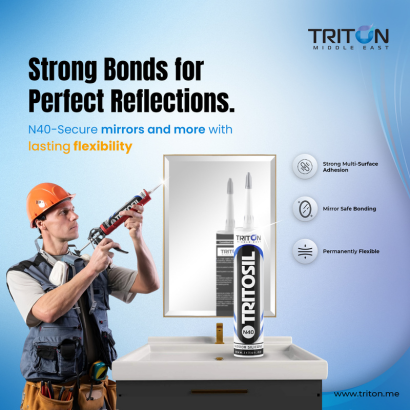 TRITON
MIDDLE EAST
Strong Bonds for
Perfect Reflections.
N40-Secure mirrors and more with
lasting flexibility
Strong Multi-Surface
Adhesion
Mirror Safe Bonding
Permanently Flexible
TRITOSIL
TRITON
TRITOSIL
N40
www.triton.me